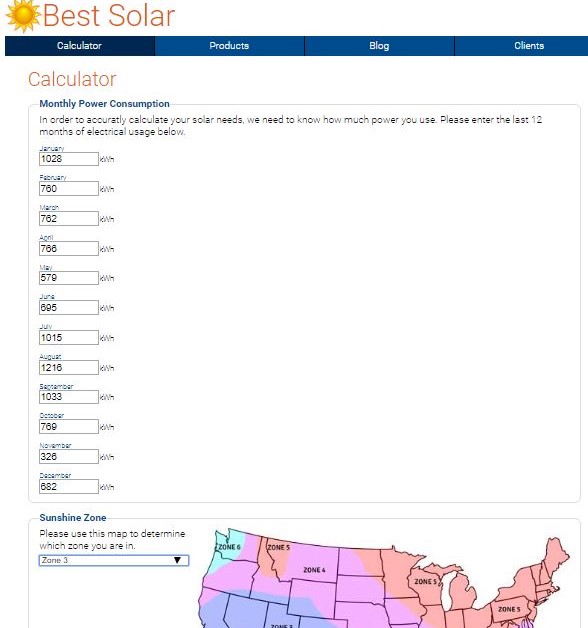 Best Solar
Calculator Products Blog Clients
Calculator
Monthly Power Consumption
In order to accuratly calculate your solar needs, we need to know how much power you use. Please enter the last 12
months of electrical usage below.
January
1028 kWh
February
760 kWh
March
762 kWh
April
766 kWh
May
579 kWh
June
695 kWh
July
1015 kWh
August
1216 kWh
September
1033 kWh
October
769 kWh
November
326 kWh
December
682 kWh
Sunshine Zone
Please use this map to determine
which zone you are in.
Zone 3
ZONE 6
ZONE 5
ZONE 4
ZONE 5
ZONE 5
ZONE 3